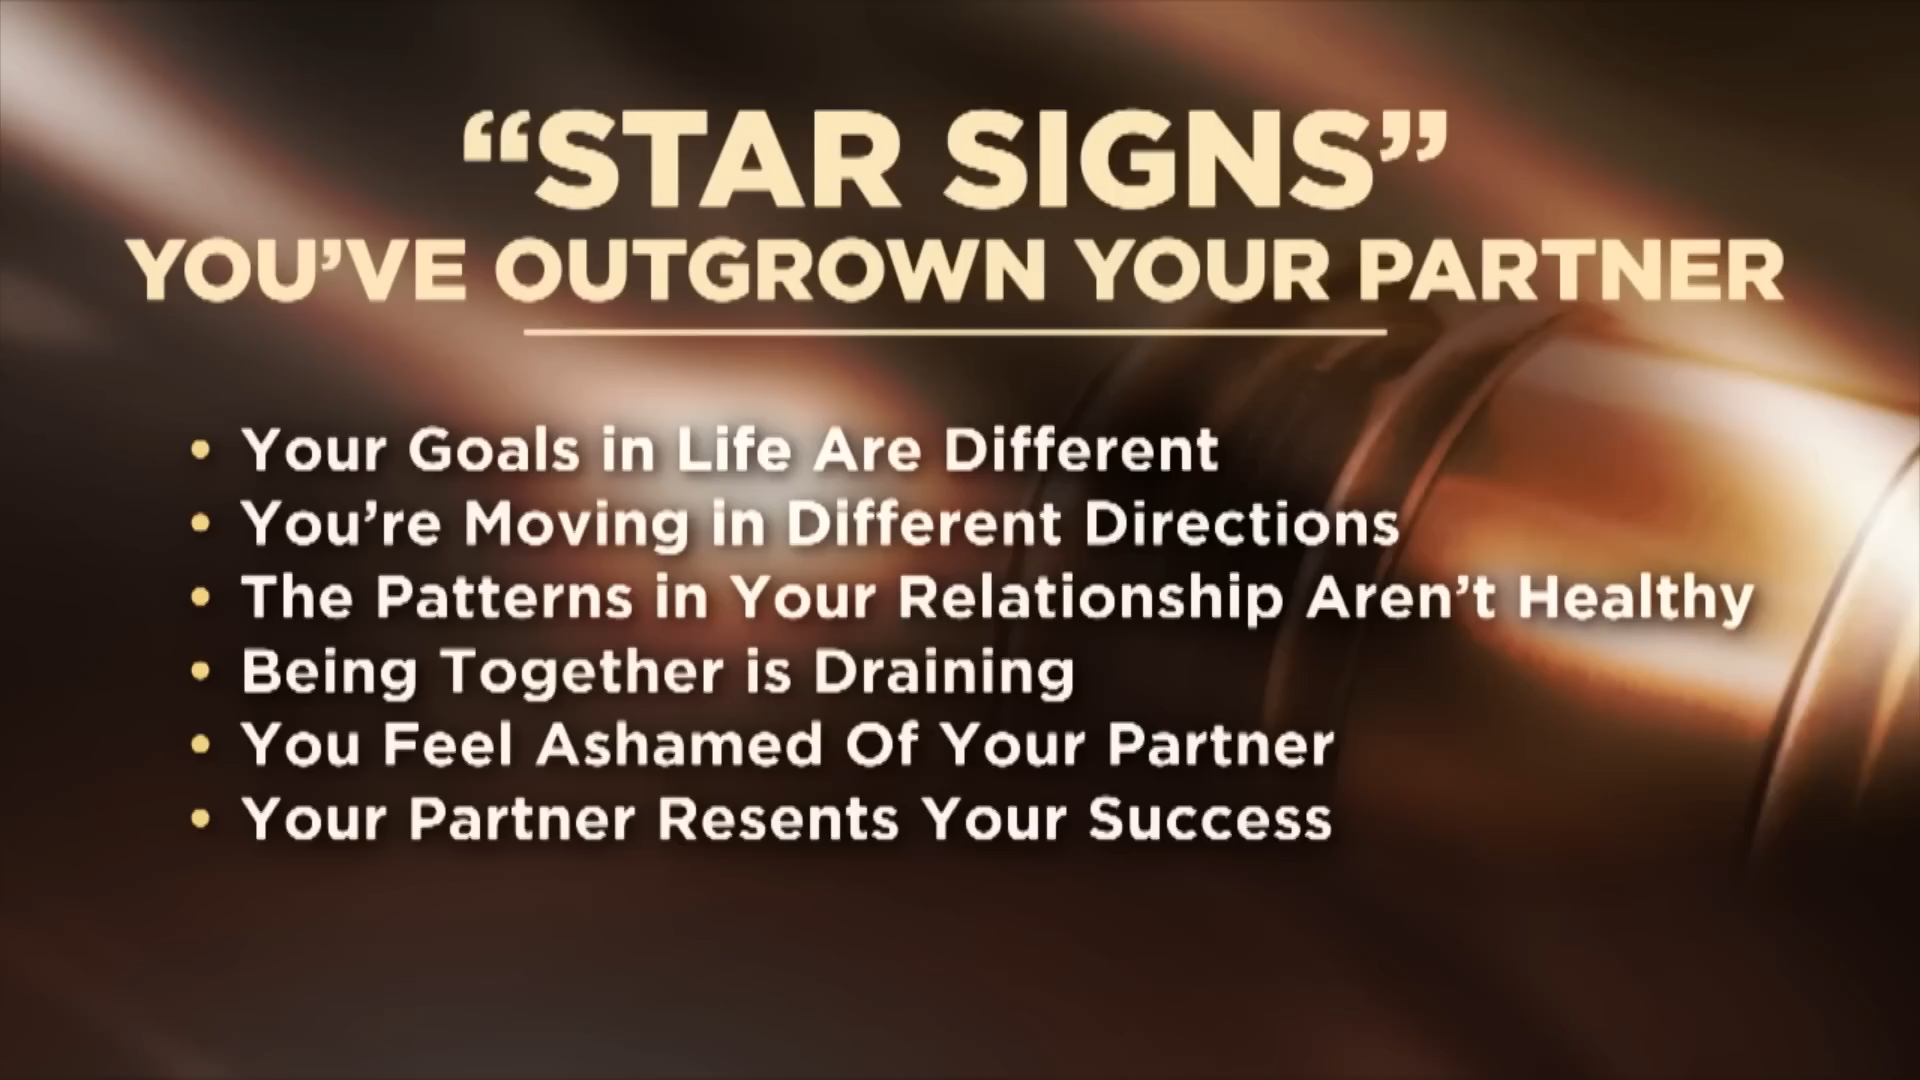 “STAR SIGNS”
YOU’VE OUTGROWN YOUR PARTNER
• Your Goals in Life Are Different
• You’re Moving in Different Directions
• The Patterns in Your Relationship Aren’t Healthy
• Being Together is Draining
• You Feel Ashamed Of Your Partner
• Your Partner Resents Your Success